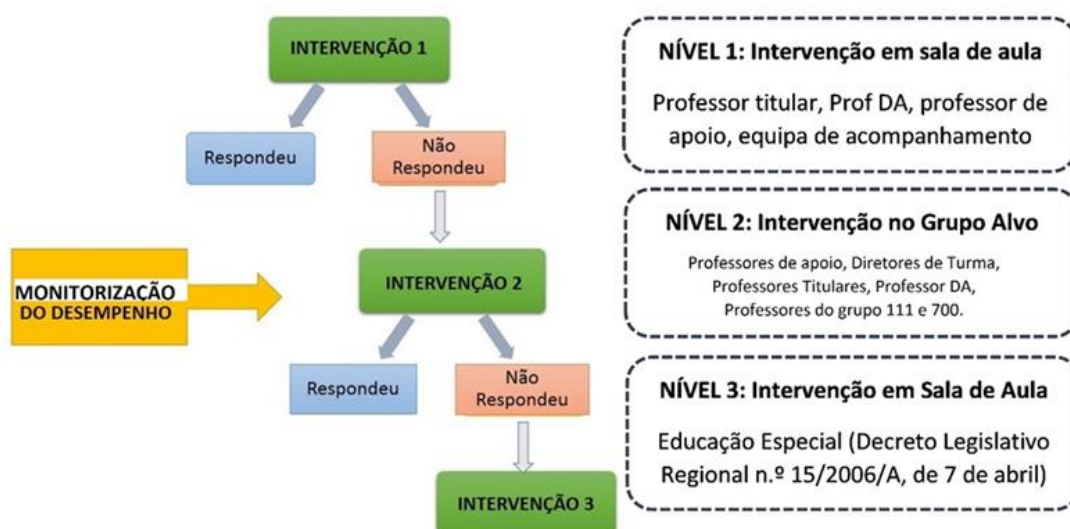 INTERVENÇÃO 1
Respondeu
Não
Respondeu
MONITORIZAÇÃO
DO DESEMPENHO
INTERVENÇÃO 2
Respondeu
Não
Respondeu
INTERVENÇÃO 3
NÍVEL 1: Intervenção em sala de aula
Professor titular, Prof DA, professor de
apoio, equipa de acompanhamento
NÍVEL 2: Intervenção no Grupo Alvo
Professores de apoio, Diretores de Turma,
Professores Titulares, Professor DA,
Professores do grupo 111 e 700.
NÍVEL 3: Intervenção em Sala de Aula
Educação Especial (Decreto Legislativo
Regional n.º 15/2006/A, de 7 de abril)